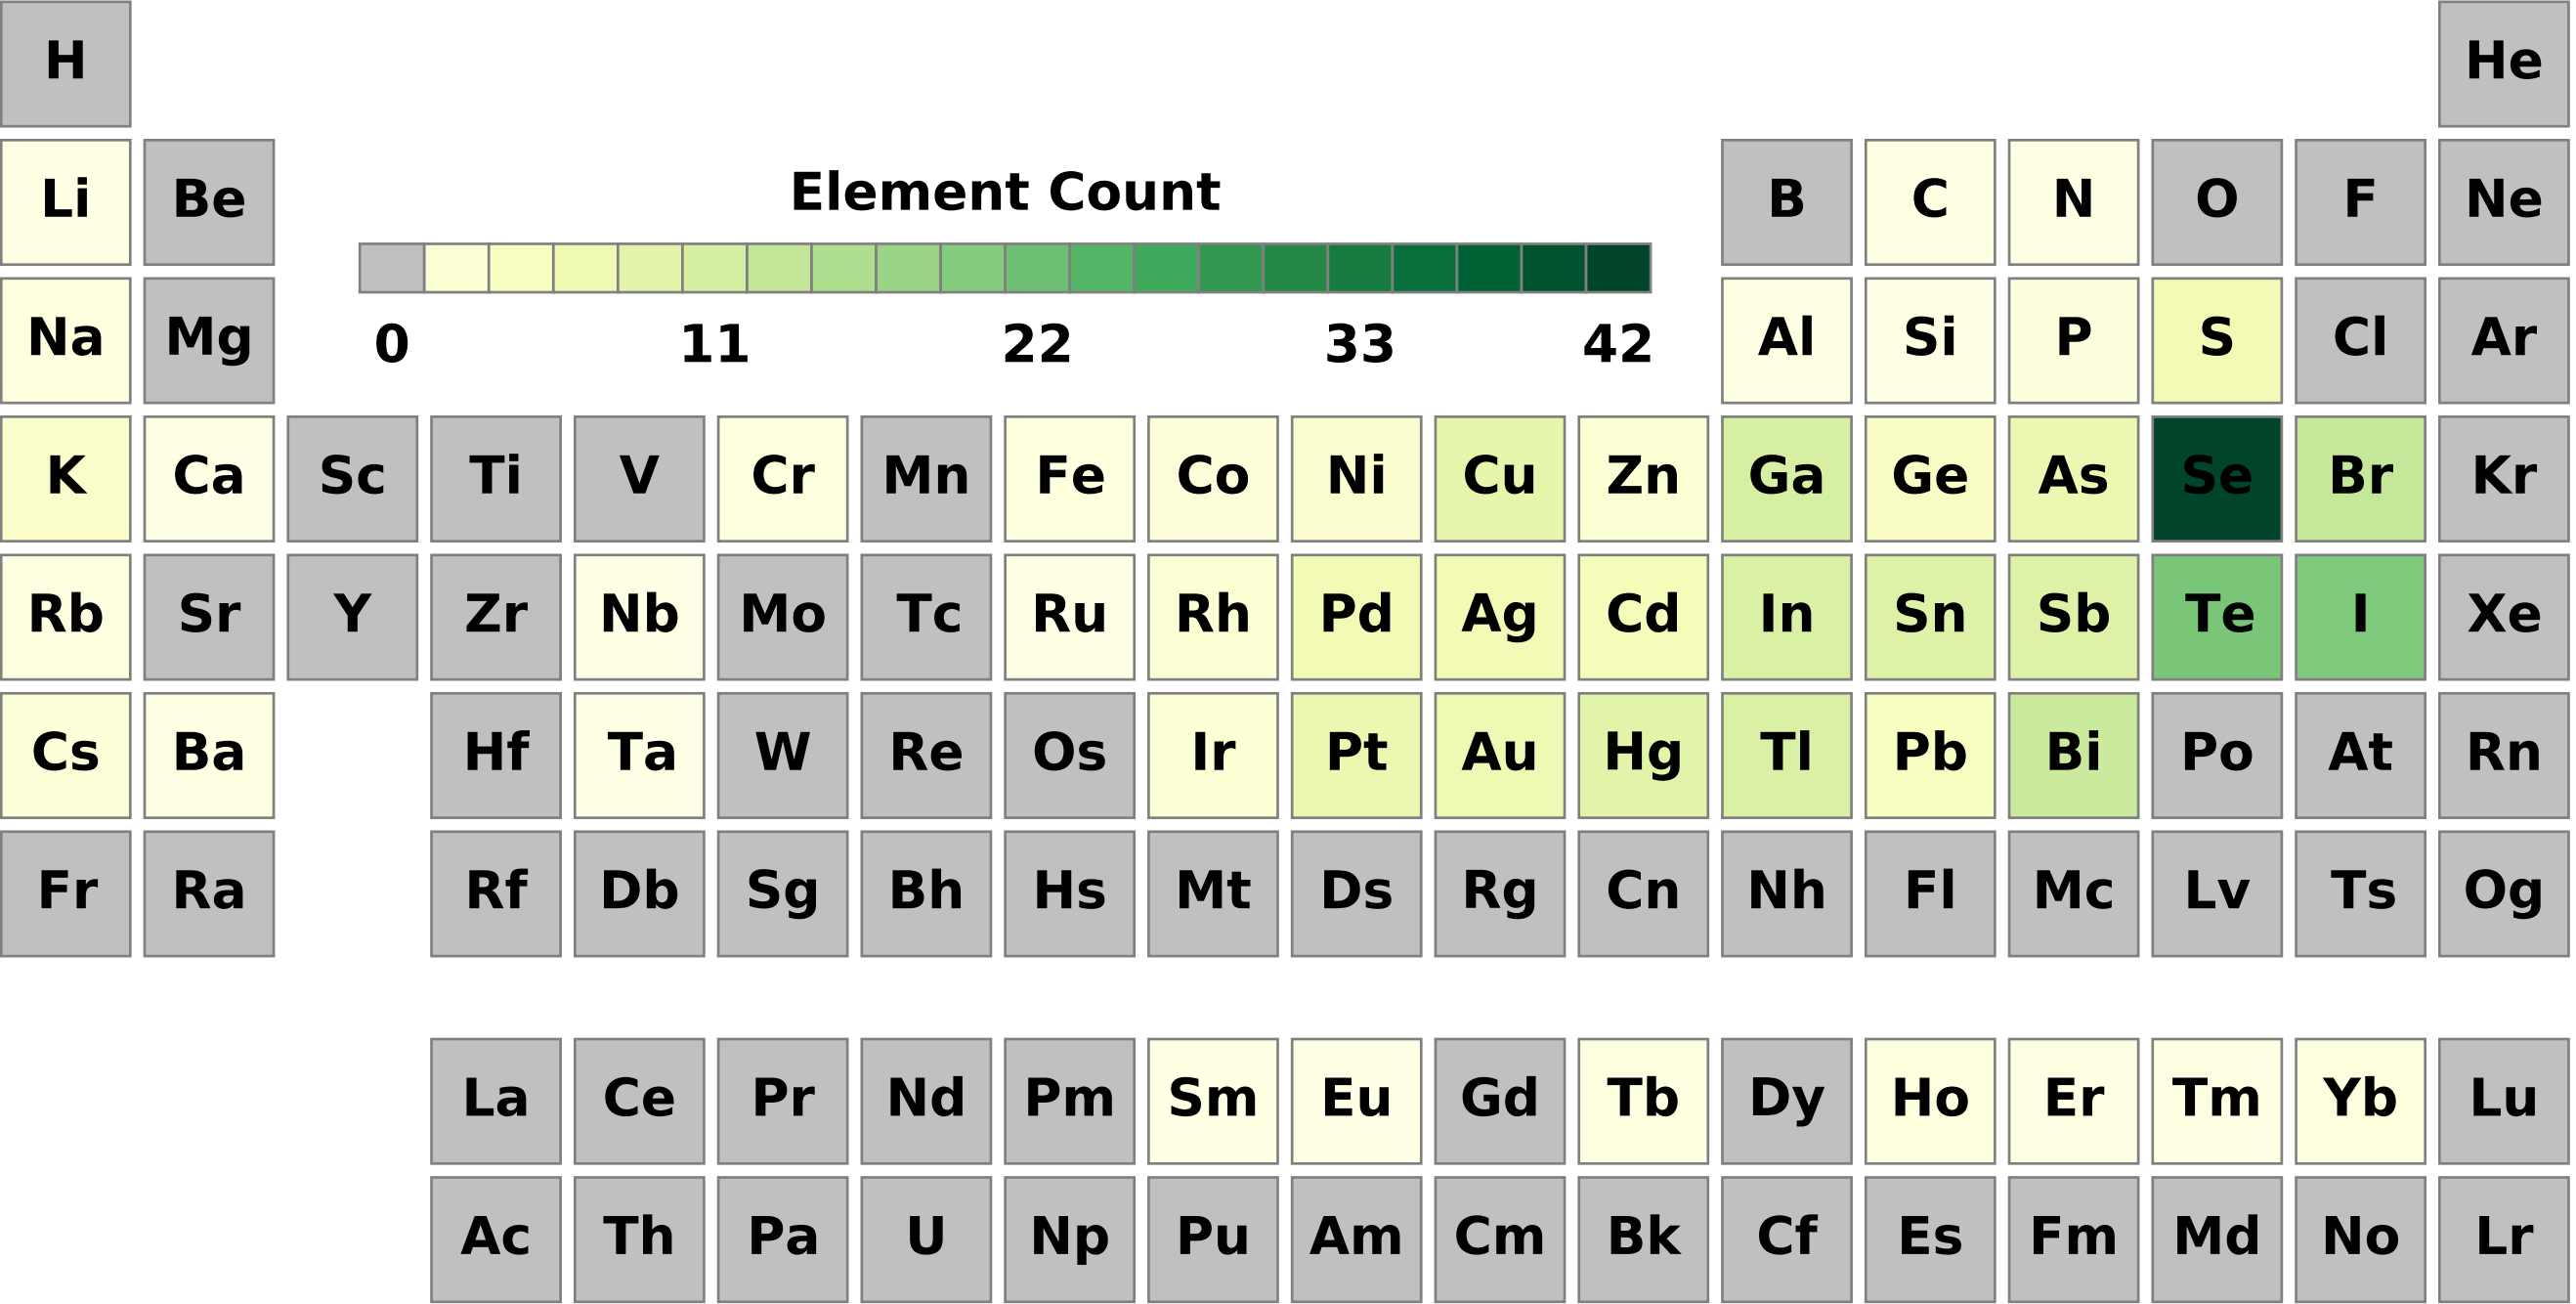 H He
Li Be B C N O F Ne
Element Count
Na Mg Al Si P S Cl Ar
0 11 22 33 42
K Ca Sc Ti V Cr Mn Fe Co Ni Cu Zn Ga Ge As Se Br Kr
Rb Sr Y Zr Nb Mo Tc Ru Rh Pd Ag Cd In Sn Sb Te I Xe
Cs Ba Hf Ta W Re Os Ir Pt Au Hg Tl Pb Bi Po At Rn
Fr Ra Rf Db Sg Bh Hs Mt Ds Rg Cn Nh Fl Mc Lv Ts Og
La Ce Pr Nd Pm Sm Eu Gd Tb Dy Ho Er Tm Yb Lu
Ac Th Pa U Np Pu Am Cm Bk Cf Es Fm Md No Lr